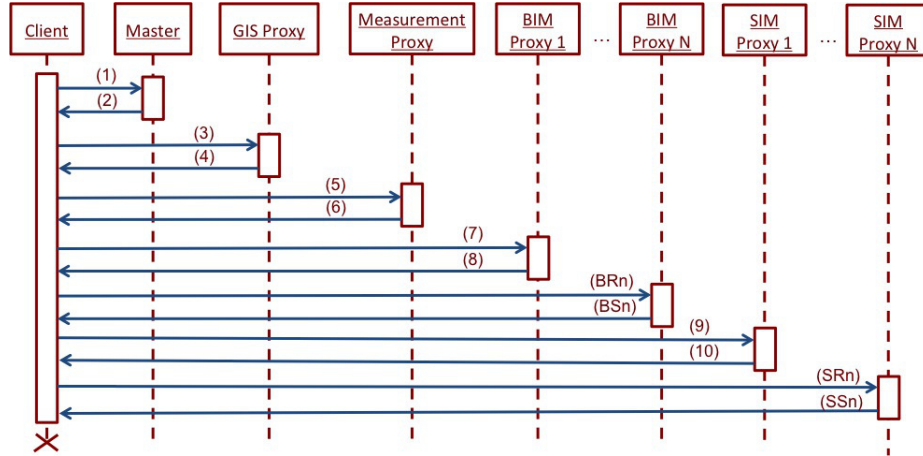 Client
Master
GIS Proxy
Measurement
Proxy
BIM
Proxy 1
...
BIM
Proxy N
SIM
Proxy 1
...
SIM
Proxy N
(1)
(2)
(3)
(4)
(5)
(6)
(7)
(8)
(BRn)
(BSn)
(9)
(10)
(SRn)
(SSn)